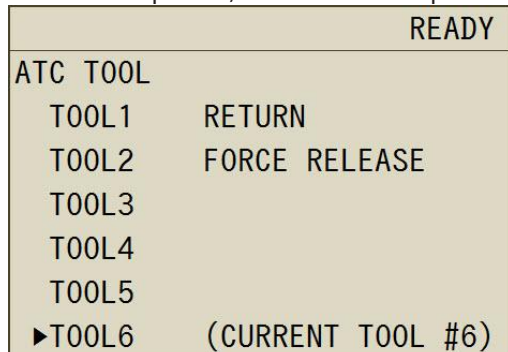 READY
ATC TOOL
TOOL1 RETURN
TOOL2 FORCE RELEASE
TOOL3
TOOL4
TOOL5
▶TOOL6 (CURRENT TOOL #6)